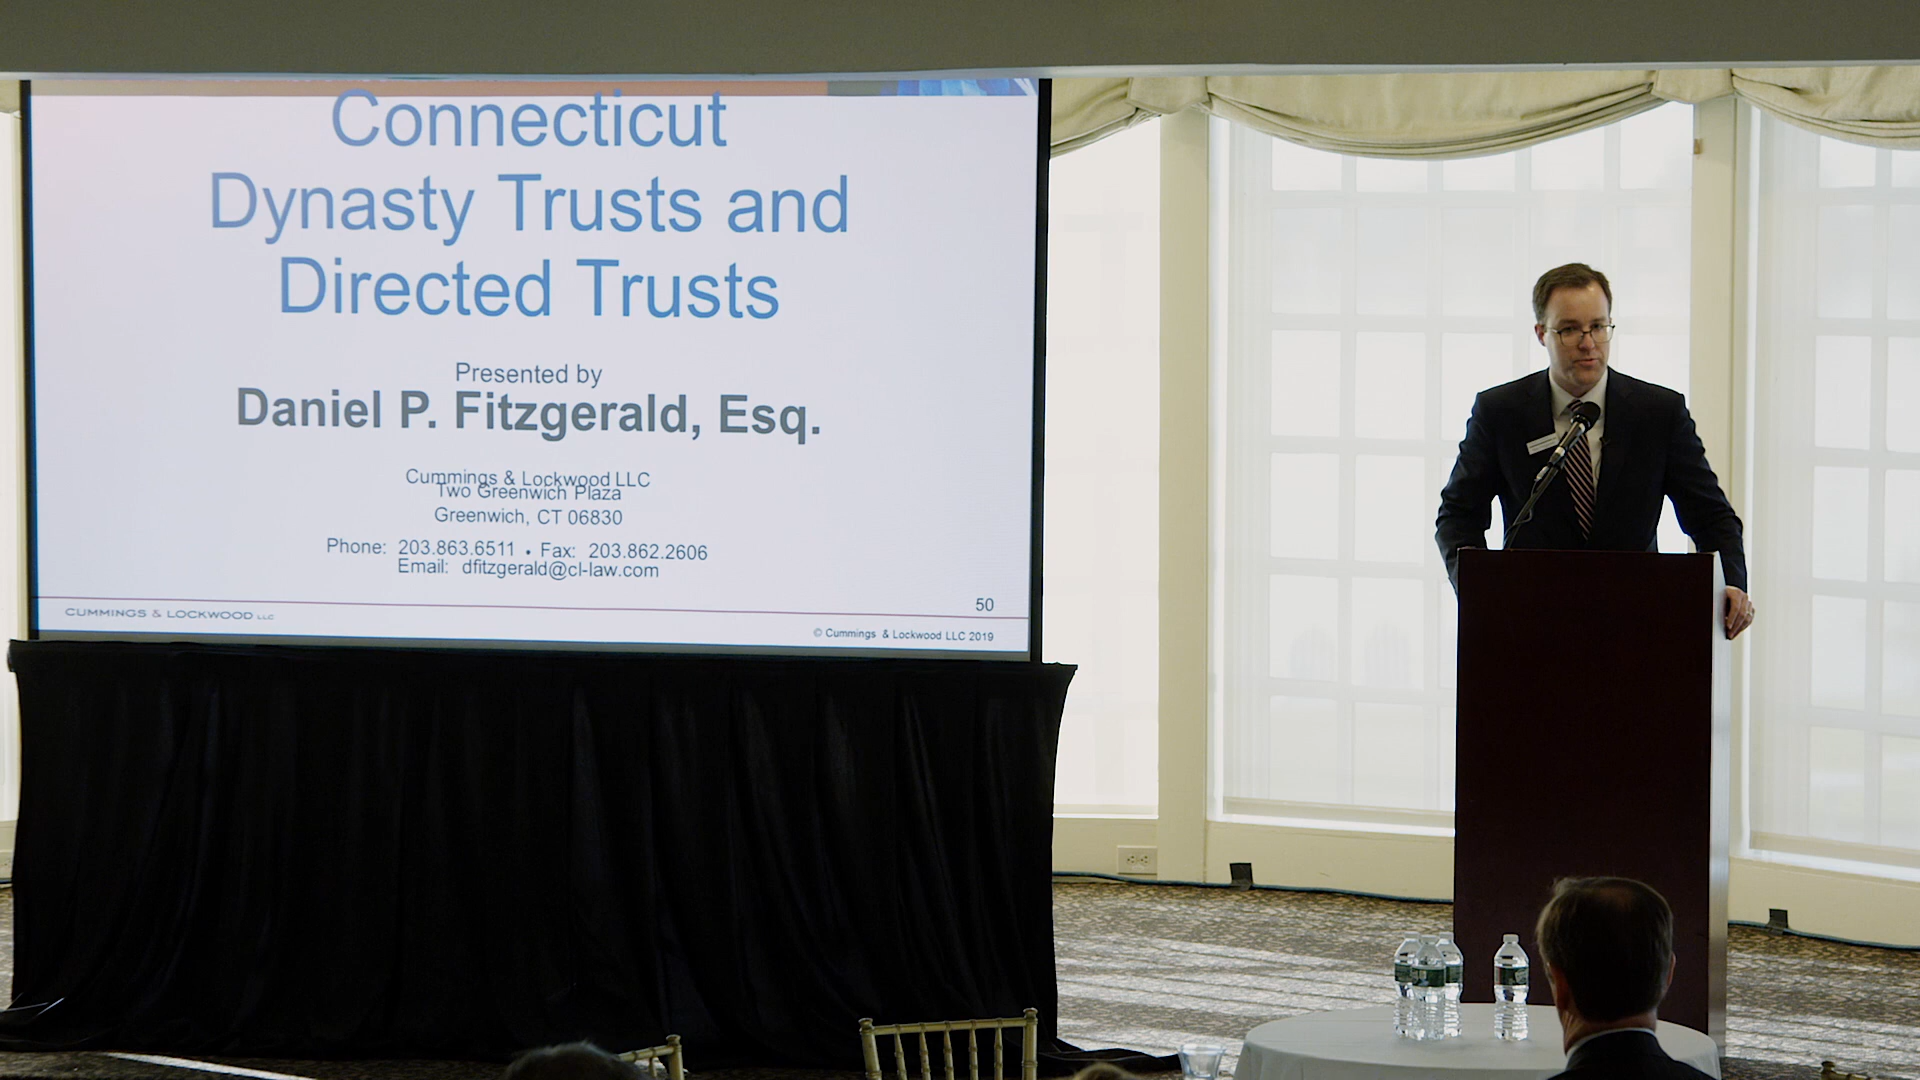 Connecticut
Dynasty Trusts and
Directed Trusts
Presented by
Daniel P. Fitzgerald, Esq.
Cummings & Lockwood LLC
Two Greenwich Plaza
Greenwich, CT 06830
Phone: 203.863.6511 • Fax: 203.862.2606
Email: dfitzgerald@cl-law.com
50
CUMMINGS & LOCKWOOD LLC
© Cummings & Lockwood LLC 2019